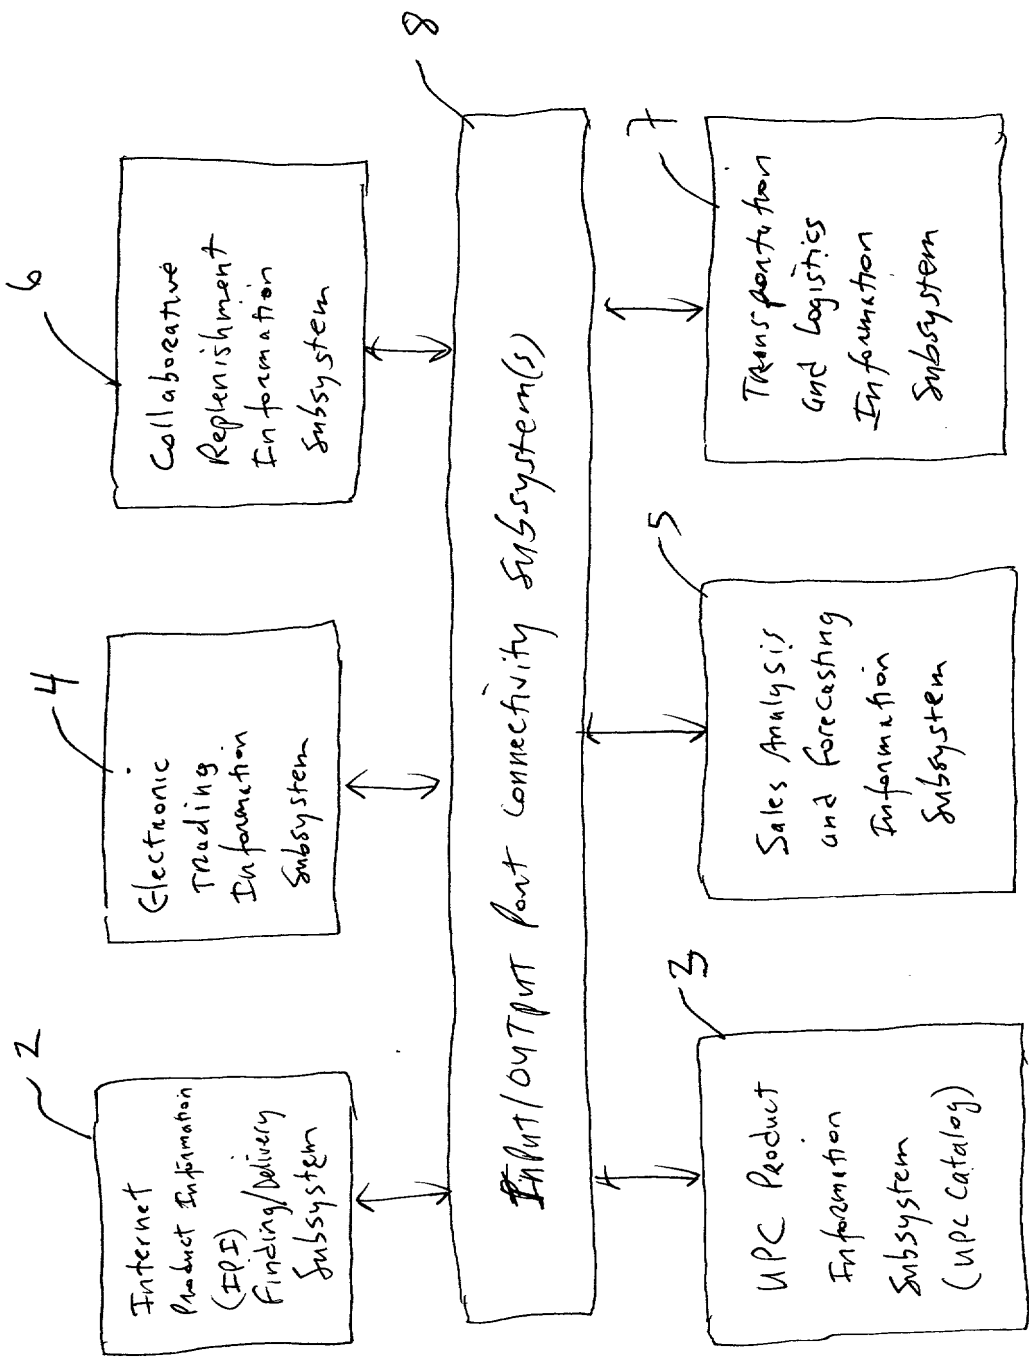 2
Internet
Product Information
(IPI)
Finding/Delivery
Subsystem
4
Electronic
Trading
Information
Subsystem
6
Collaborative
Replenishment
Information
Subsystem
8
Input/Output Port Connectivity Subsystem(s)
3
UPC Product
Information
Subsystem
(UPC Catalog)
5
Sales Analysis
and Forecasting
Information
Subsystem
7
Transportation
and Logistics
Information
Subsystem